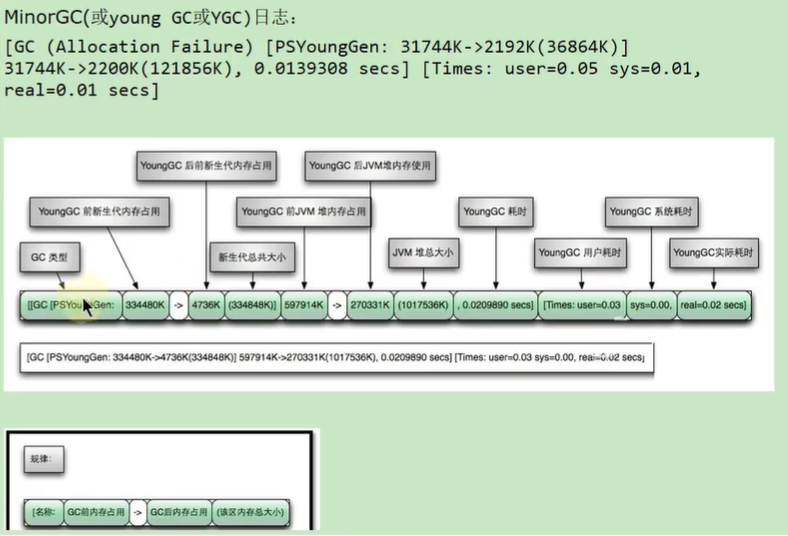 MinorGC(或young GC或YGC)日志:
[GC (Allocation Failure) [PSYoungGen: 31744K->2192K(36864K)]
31744K->2200K(121856K), 0.0139308 secs] [Times: user=0.05 sys=0.01,
real=0.01 secs]
YoungGC 后前新生代内存占用
YoungGC 后JVM堆内存使用
YoungGC 前新生代内存占用
YoungGC 前JVM 堆内存占用
YoungGC 耗时
YoungGC 系统耗时
GC 类型
新生代总共大小
JVM 堆总大小
YoungGC 用户耗时
YoungGC实际耗时
[[GC [PSYoungGen: 334480K -> 4736K (334848K)] 597914K -> 270331K (1017536K) , 0.0209890 secs] [Times: user=0.03 sys=0.00, real=0.02 secs]
[GC [PSYoungGen: 334480K->4736K(334848K)] 597914K->270331K(1017536K), 0.0209890 secs] [Times: user=0.03 sys=0.00, real=0.02 secs]
规律:
[名称: GC前内存占用 -> GC后内存占用 (该区内存总大小)